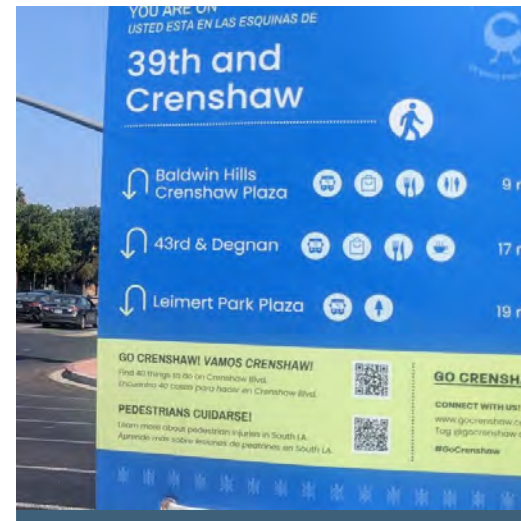 YOU ARE ON
USTED ESTA EN LAS ESQUINAS DE
39th and
Crenshaw
Baldwin Hills
Crenshaw Plaza
9
43rd & Degnan
17
Leimert Park Plaza
19
GO CRENSHAW! VAMOS CRENSHAW!
Find 40 things to do on Crenshaw Blvd.
Encuentra 40 cosas para hacer en Crenshaw Blvd.
PEDESTRIANS CUIDARSE!
Learn more about pedestrian injuries in South LA.
Aprende más sobre lesiones de peatones en South LA.
GO CRENSH
CONNECT WITH US!
www.gocrenshaw.c
Tag @gocrenshaw
#GoCrenshaw